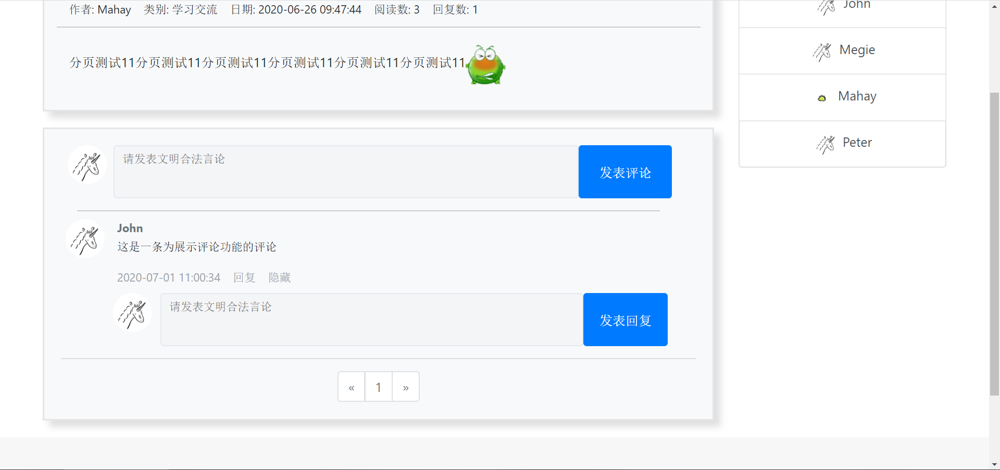 作者: Mahay 类别: 学习交流 日期: 2020-06-26 09:47:44 阅读数: 3 回复数: 1
分页测试11分页测试11分页测试11分页测试11分页测试11分页测试11
请发表文明合法言论
发表评论
John
这是一条为展示评论功能的评论
2020-07-01 11:00:34 回复 隐藏
请发表文明合法言论
发表回复
« 1 »
John
Megie
Mahay
Peter